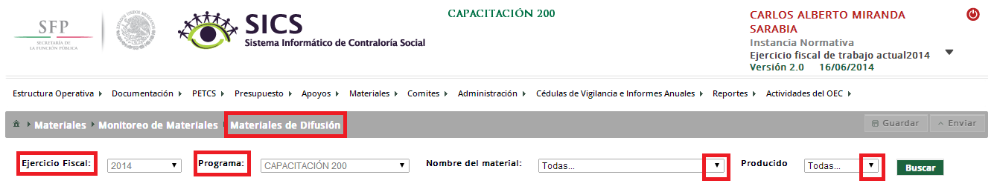 CAPACITACIÓN 200
SFP
SECRETARÍA DE
LA FUNCIÓN PÚBLICA
ESTADOS UNIDOS MEXICANOS
SICS
Sistema Informático de Contraloría Social
CARLOS ALBERTO MIRANDA
SARABIA
Instancia Normativa
Ejercicio fiscal de trabajo actual2014
Versión 2.0 16/06/2014
Estructura Operativa Documentación PETCS Presupuesto Apoyos Materiales Comites Administración Cédulas de Vigilancia e Informes Anuales Reportes Actividades del OEC
Materiales Monitoreo de Materiales Materiales de Difusión Guardar Enviar
Ejercicio Fiscal: 2014 Programa: CAPACITACIÓN 200 Nombre del material: Todas... Producido Todas... Buscar